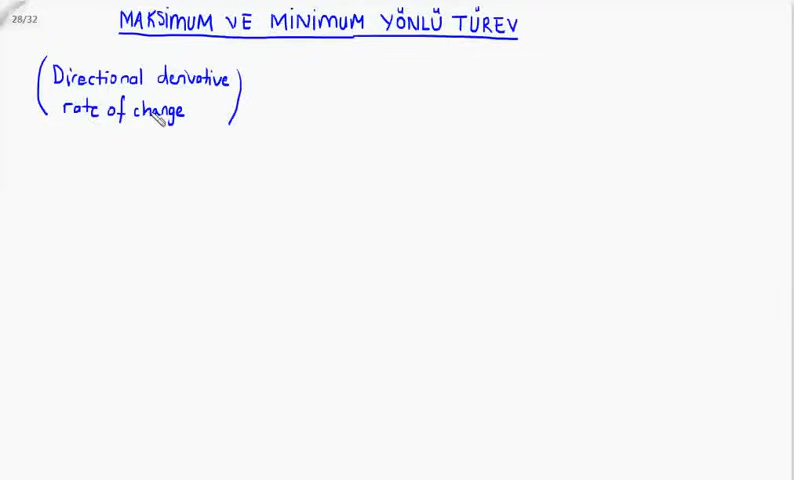 28/32
MAKSİMUM VE MİNİMUM YÖNLÜ TÜREV
(Directional derivative
rate of change)